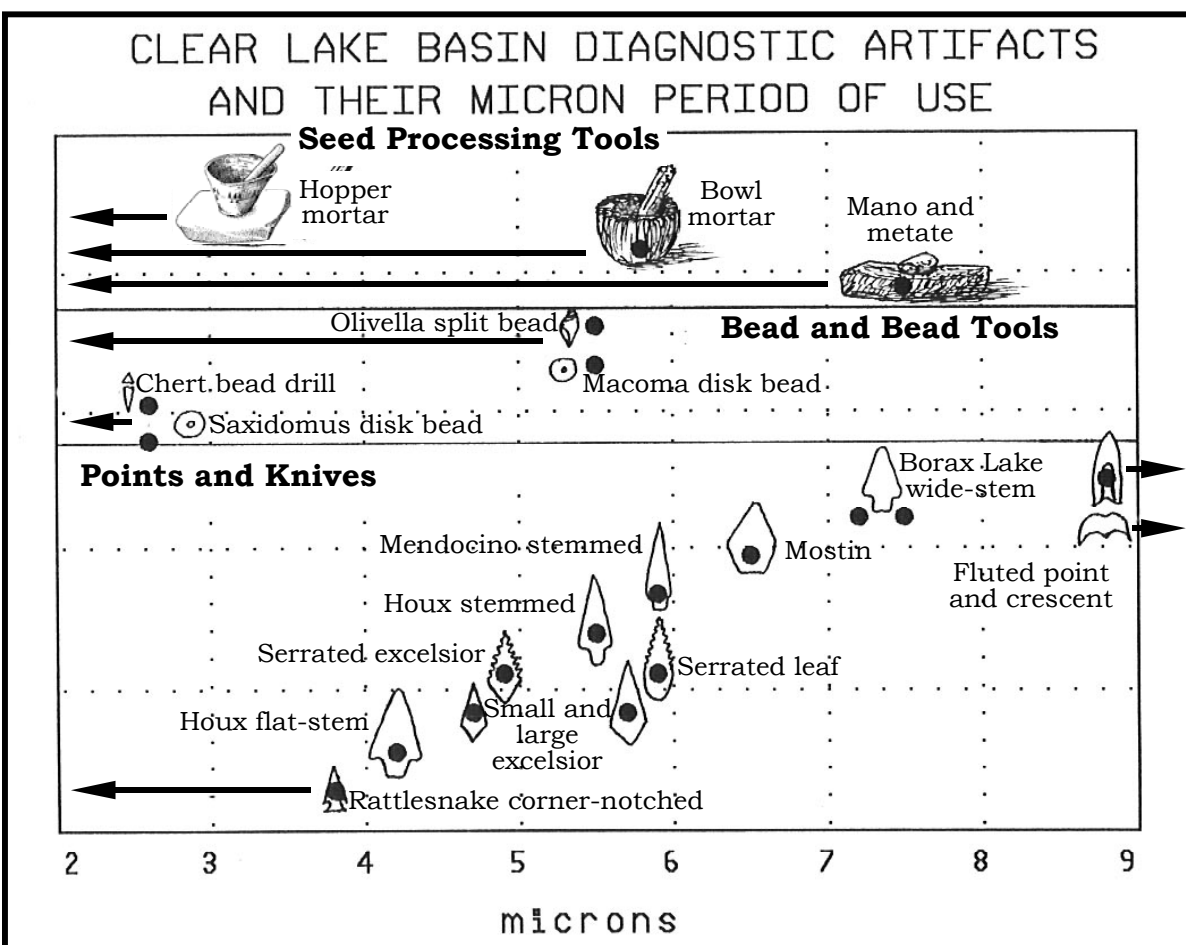 CLEAR LAKE BASIN DIAGNOSTIC ARTIFACTS
AND THEIR MICRON PERIOD OF USE
Seed Processing Tools
Hopper
mortar
Bowl
mortar
Mano and
metate
Olivella split bead
Bead and Bead Tools
Macoma disk bead
Chert bead drill
Saxidomus disk bead
Points and Knives
Borax Lake
wide-stem
Mendocino stemmed
Mostin
Fluted point
and crescent
Houx stemmed
Serrated excelsior
Serrated leaf
Houx flat-stem
Small and
large
excelsior
Rattlesnake corner-notched
2 3 4 5 6 7 8 9
microns